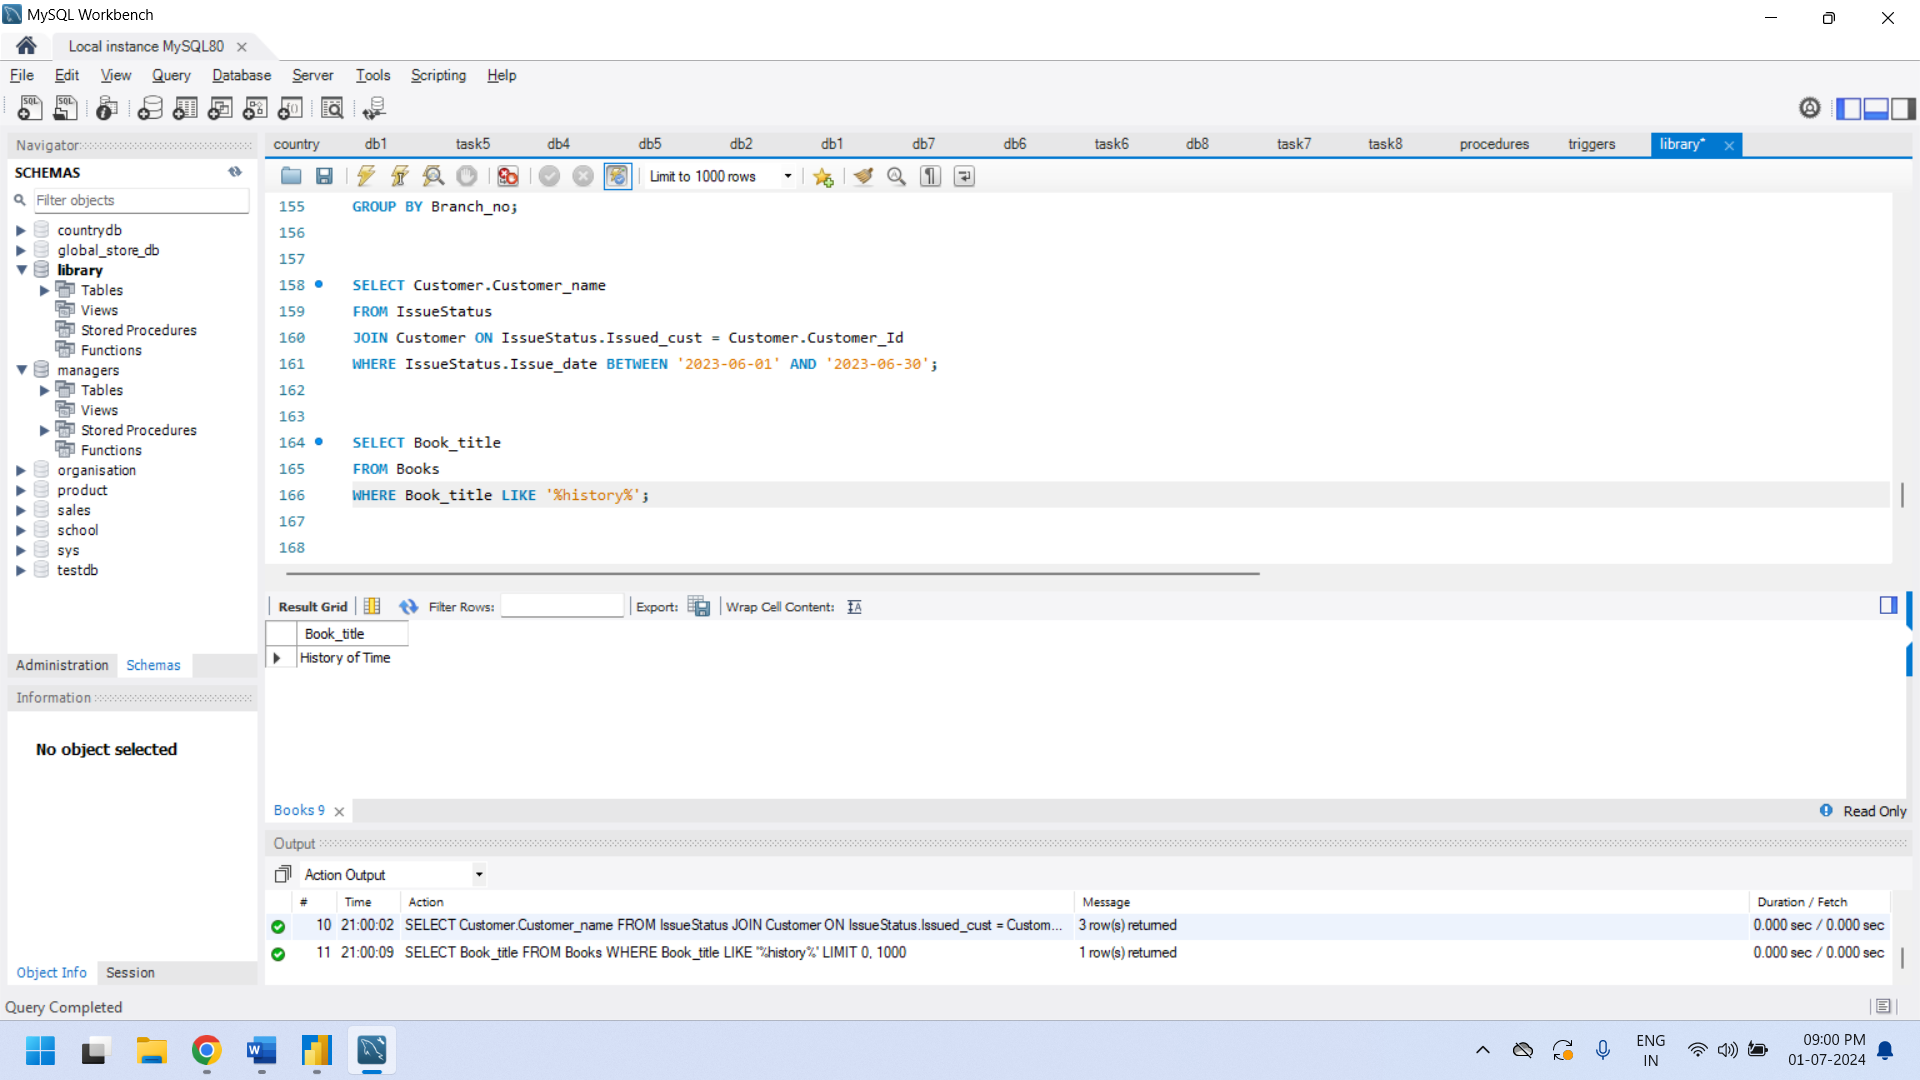 MySQL Workbench
Local instance MySQL80
File Edit View Query Database Server Tools Scripting Help
Navigator
SCHEMAS
Filter objects
countrydb
global_store_db
library
Tables
Views
Stored Procedures
Functions
managers
Tables
Views
Stored Procedures
Functions
organisation
product
sales
school
sys
testdb
Administration Schemas
Information
No object selected
Object Info Session
country db1 task5 db4 db5 db2 db1 db7 db6 task6 db8 task7 task8 procedures triggers library*
Limit to 1000 rows
155 GROUP BY Branch_no;
156
157
158 SELECT Customer.Customer_name
159 FROM IssueStatus
160 JOIN Customer ON IssueStatus.Issued_cust = Customer.Customer_Id
161 WHERE IssueStatus.Issue_date BETWEEN '2023-06-01' AND '2023-06-30';
162
163
164 SELECT Book_title
165 FROM Books
166 WHERE Book_title LIKE '%history%';
167
168
Result Grid Filter Rows: Export: Wrap Cell Content:
Book_title
History of Time
Books 9 Read Only
Output
Action Output
# Time Action Message Duration / Fetch
10 21:00:02 SELECT Customer.Customer_name FROM IssueStatus JOIN Customer ON IssueStatus.Issued_cust = Custom... 3 row(s) returned 0.000 sec / 0.000 sec
11 21:00:09 SELECT Book_title FROM Books WHERE Book_title LIKE '%history%' LIMIT 0, 1000 1 row(s) returned 0.000 sec / 0.000 sec
Query Completed
ENG
IN
09:00 PM
01-07-2024